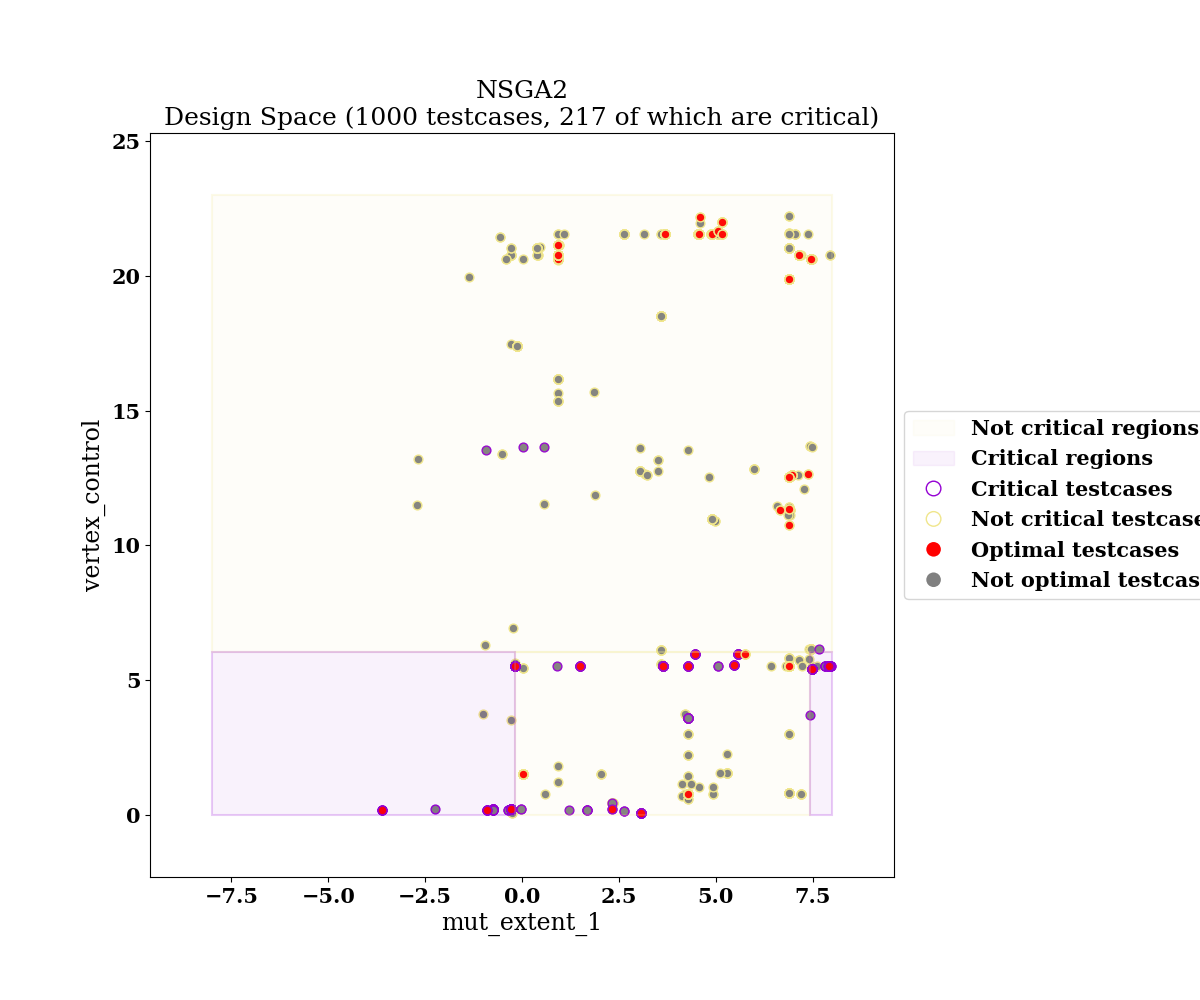 NSGA2
Design Space (1000 testcases, 217 of which are critical)
25
20
15
10
5
0
vertex_control
−7.5 −5.0 −2.5 0.0 2.5 5.0 7.5
mut_extent_1
Not critical regions
Critical regions
Critical testcases
Not critical testcase
Optimal testcases
Not optimal testcas